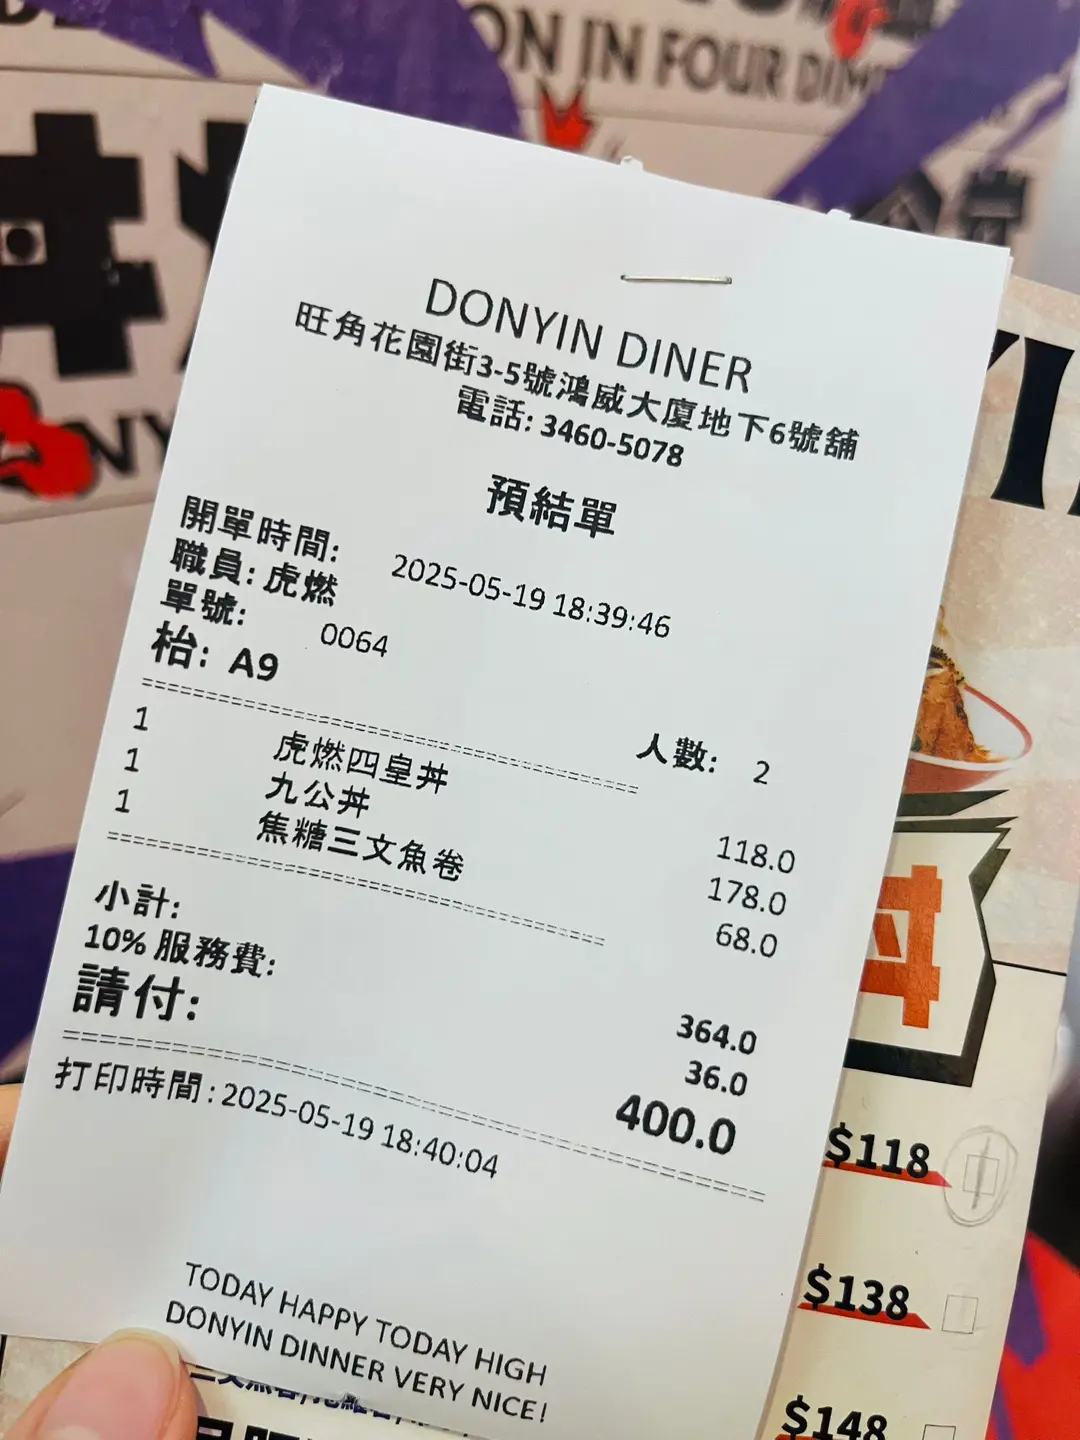 ON IN FOUR DIM
DONYIN DINER
旺角花園街3-5號鴻威大廈地下6號舖
電話: 3460-5078
預結單
開單時間: 2025-05-19 18:39:46
職員: 虎燃
單號: 0064
枱: A9
人數: 2
1 虎燃四皇丼 118.0
1 九公丼 178.0
1 焦糖三文魚卷 68.0
小計: 364.0
10% 服務費: 36.0
請付: 400.0
打印時間: 2025-05-19 18:40:04
TODAY HAPPY TODAY HIGH
DONYIN DINNER VERY NICE!
丼
$118
$138
$148